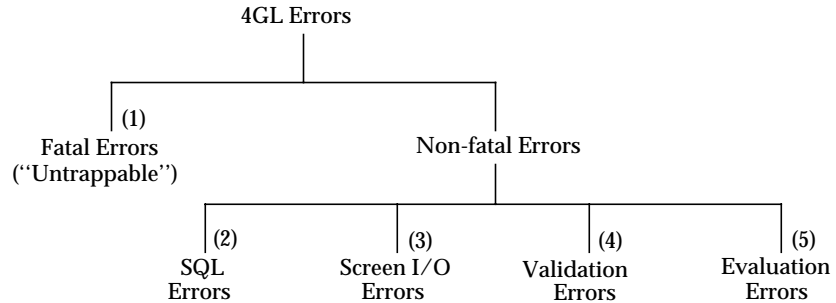 4GL Errors
(1)
Fatal Errors
(‘‘Untrappable’’)
Non-fatal Errors
(2)
SQL
Errors
(3)
Screen I/O
Errors
(4)
Validation
Errors
(5)
Evaluation
Errors